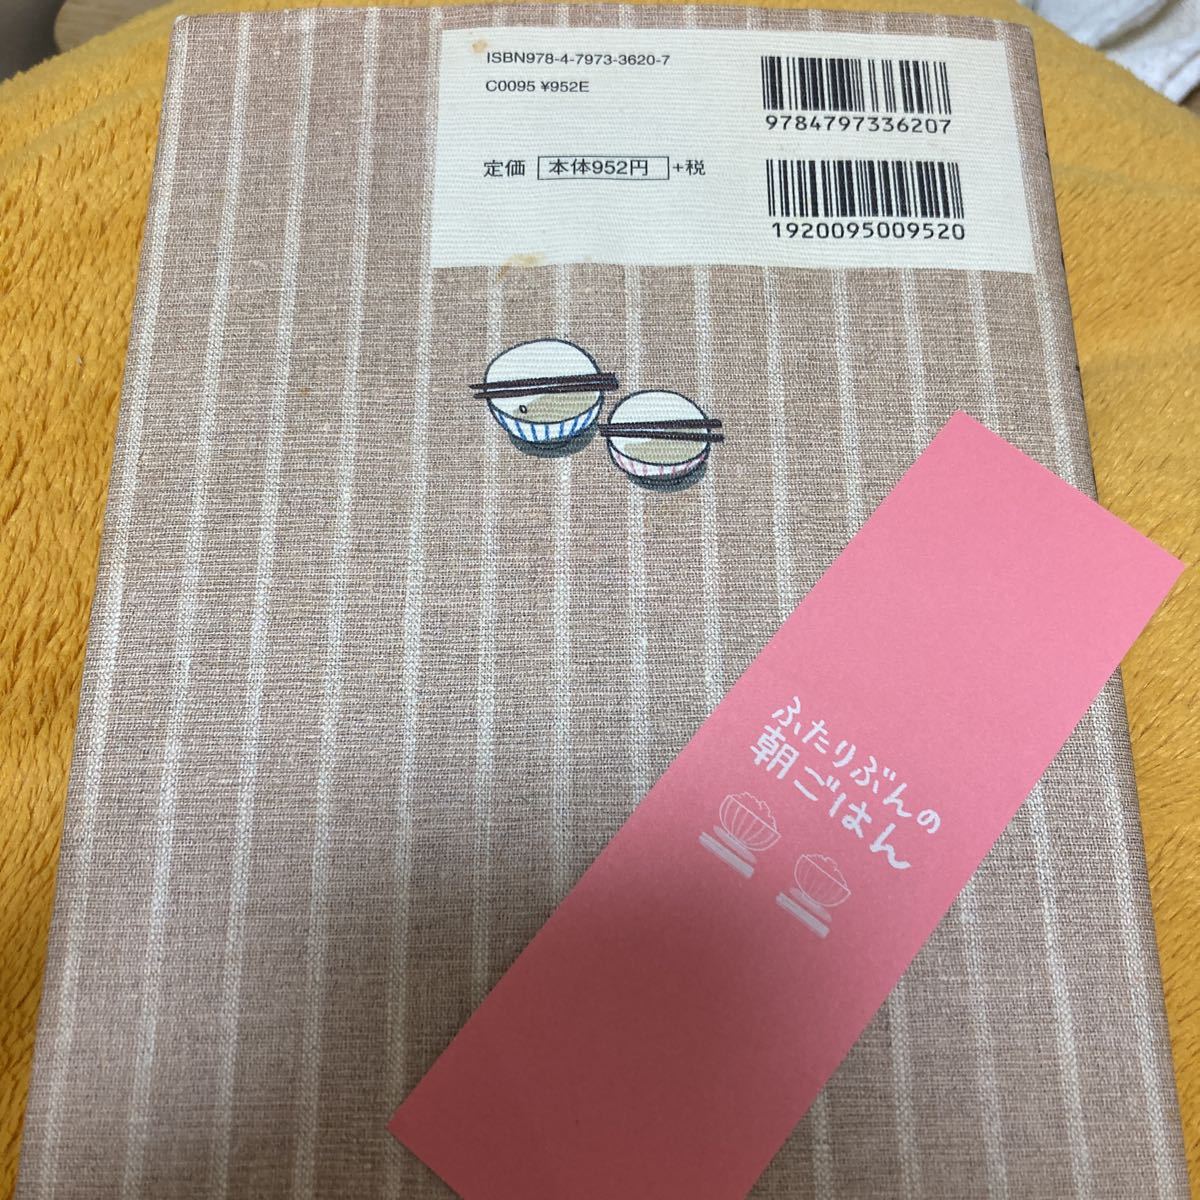 ISBN978-4-7973-3620-7
C0095 ¥952E
定価 本体952円 +税
9784797336207
1920095009520
ふたりぶんの
朝ごはん